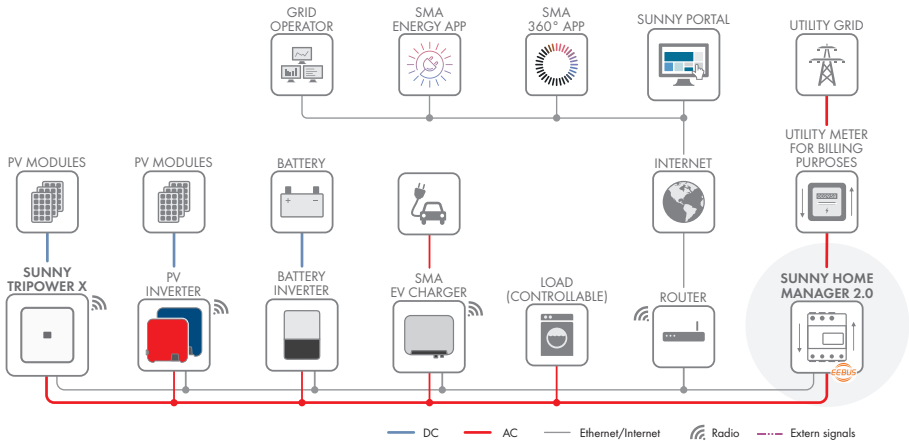 GRID
OPERATOR
SMA
ENERGY APP
SMA
360° APP
SUNNY PORTAL
UTILITY GRID
PV MODULES
PV MODULES
BATTERY
INTERNET
UTILITY METER
FOR BILLING
PURPOSES
SUNNY
TRIPOWER X
PV
INVERTER
BATTERY
INVERTER
SMA
EV CHARGER
LOAD
(CONTROLLABLE)
ROUTER
SUNNY HOME
MANAGER 2.0
EEBUS
DC
AC
Ethernet/Internet
Radio
Extern signals